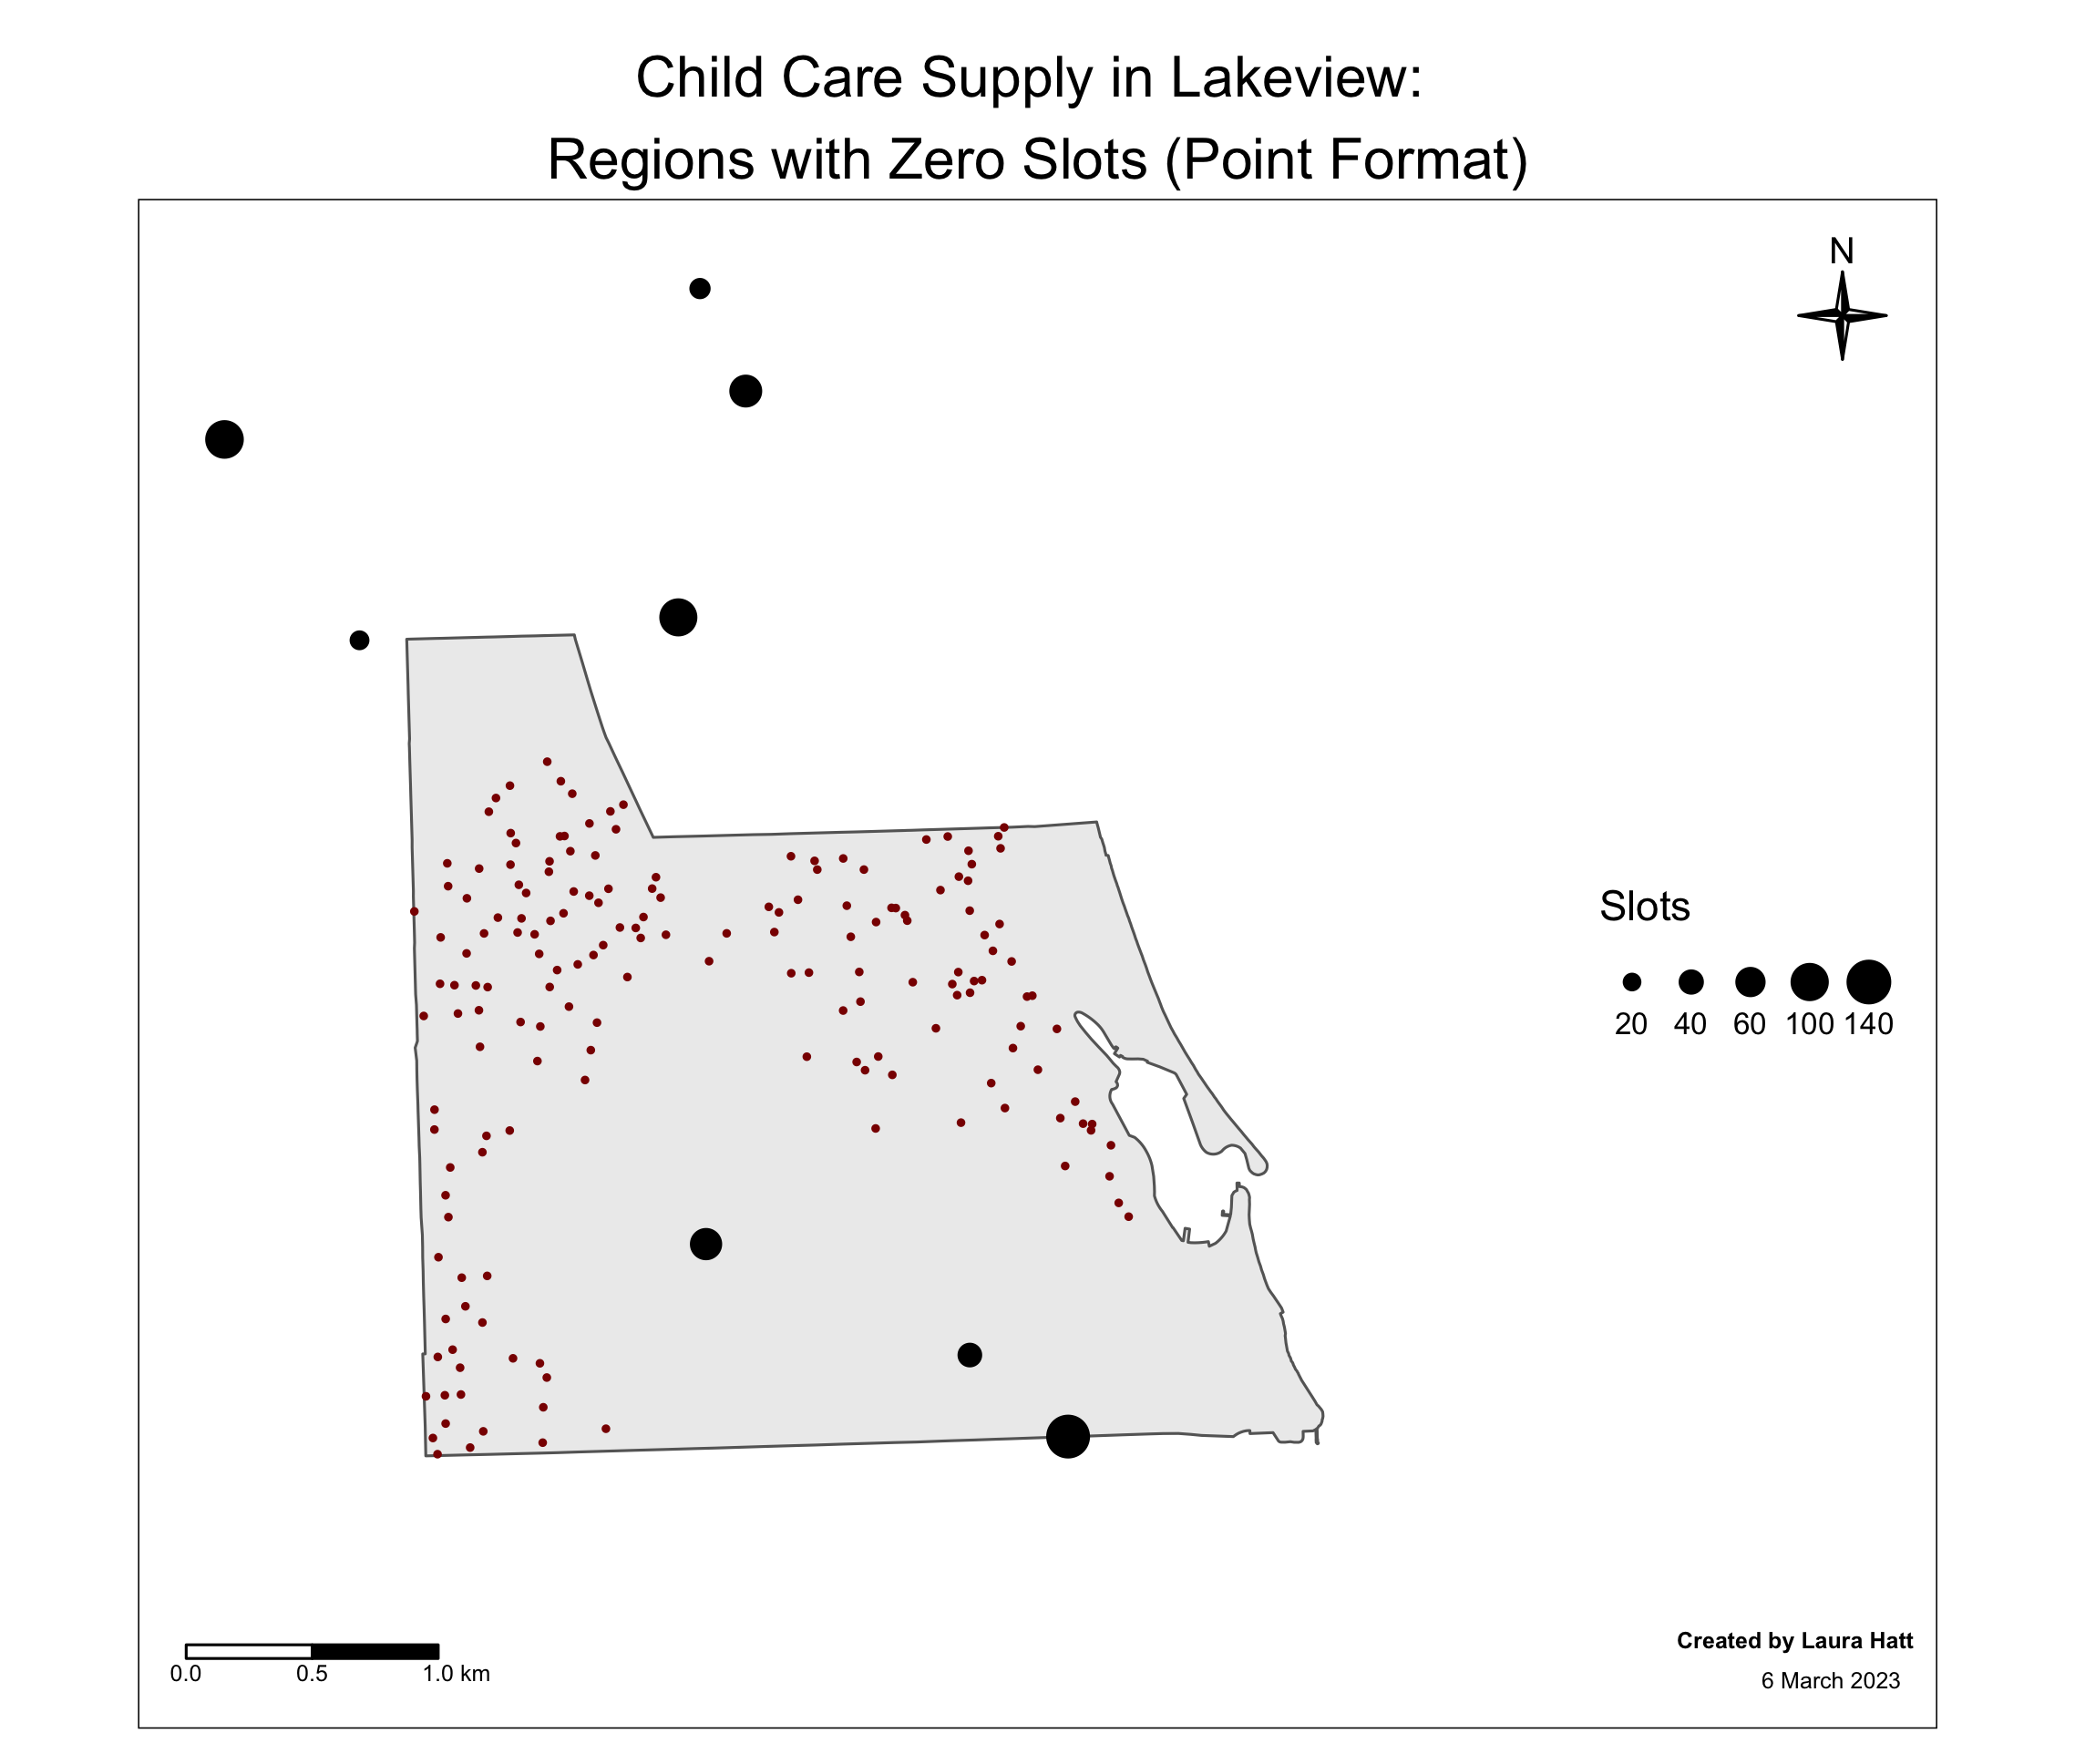 Child Care Supply in Lakeview:
Regions with Zero Slots (Point Format)
N
Slots
20 40 60 100 140
0.0 0.5 1.0 km
Created by Laura Hatt
6 March 2023